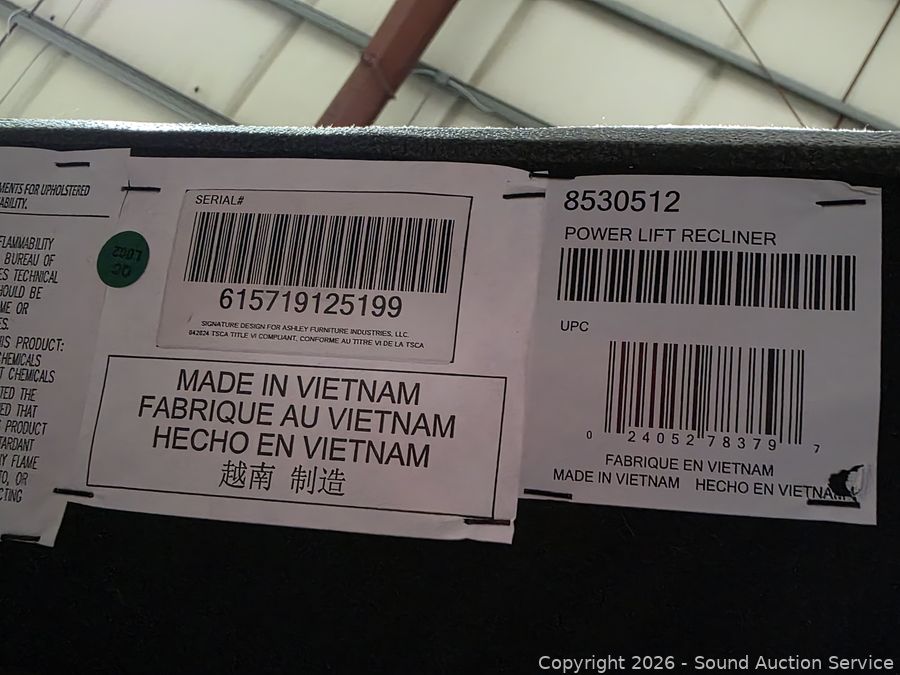 MENTS FOR UPHOLSTERED
ABILITY.
FLAMMABILITY
BUREAU OF
ES TECHNICAL
HOULD BE
ME OR
ES.
IS PRODUCT:
CHEMICALS
T CHEMICALS
TED THE
ED THAT
PRODUCT
TARDANT
Y FLAME
TO, OR
CTING
QC
L002
SERIAL#
615719125199
SIGNATURE DESIGN FOR ASHLEY FURNITURE INDUSTRIES, LLC.
042024 TSCA TITLE VI COMPLIANT, CONFORME AU TITRE VI DE LA TSCA
MADE IN VIETNAM
FABRIQUE AU VIETNAM
HECHO EN VIETNAM
越南 制造
8530512
POWER LIFT RECLINER
UPC
0 24052 78379 7
FABRIQUE EN VIETNAM
MADE IN VIETNAM HECHO EN VIETNAM
Copyright 2026 - Sound Auction Service